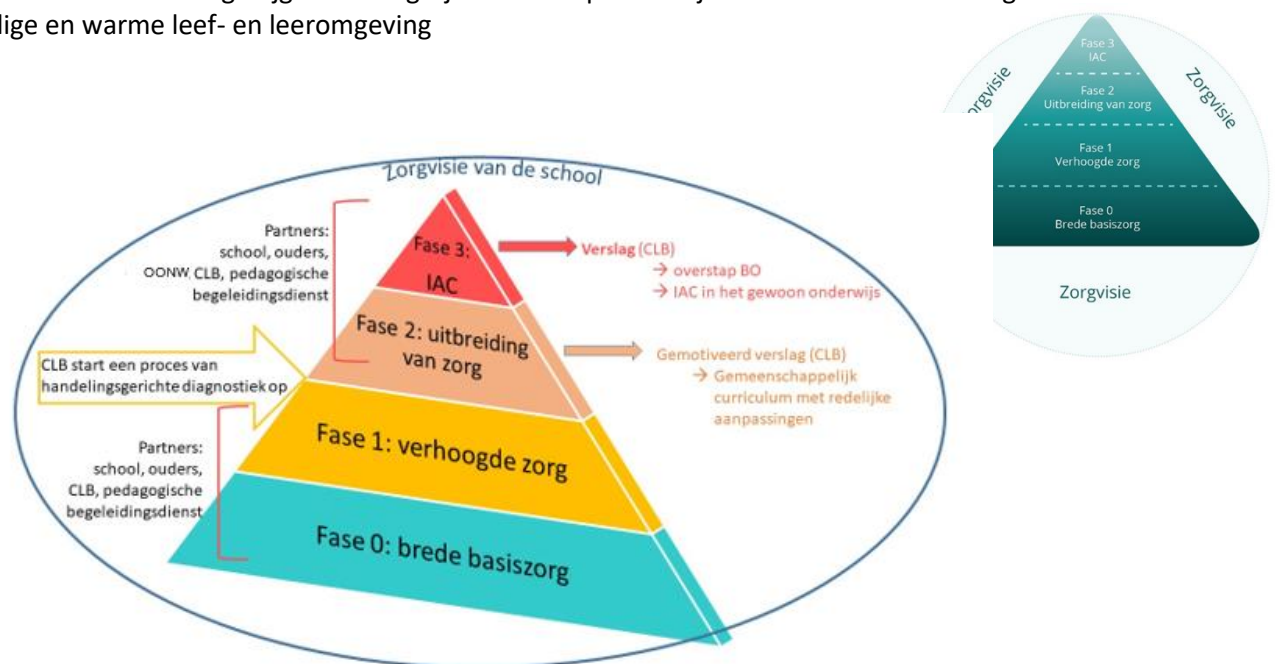 dige en warme leef- en leeromgeving
Fase 3
IAC
Fase 2
Uitbreiding van zorg
Fase 1
Verhoogde zorg
Fase 0
Brede basiszorg
Zorgvisie
Zorgvisie
Zorgvisie van de school
Partners:
school, ouders,
OONW, CLB, pedagogische
begeleidingsdienst
Fase 3:
IAC
Verslag (CLB)
→ overstap BO
→ IAC in het gewoon onderwijs
Fase 2: uitbreiding
van zorg
Gemotiveerd verslag (CLB)
→ Gemeenschappelijk
curriculum met redelijke
aanpassingen
CLB start een proces van
handelingsgerichte diagnostiek op
Fase 1: verhoogde zorg
Partners:
school, ouders,
CLB, pedagogische
begeleidingsdienst
Fase 0: brede basiszorg